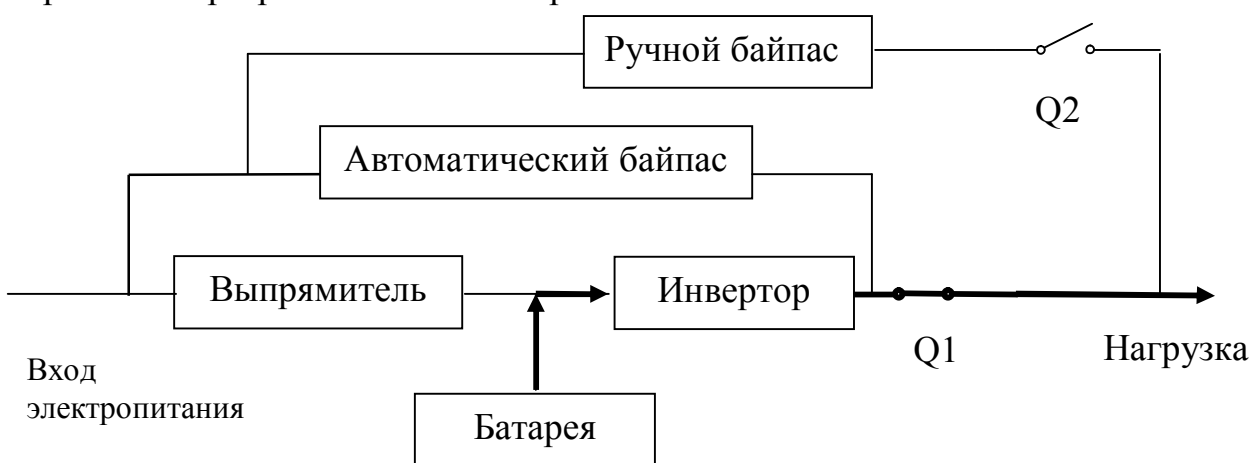 Ручной байпас
Q2
Автоматический байпас
Выпрямитель
Инвертор
Q1
Нагрузка
Вход
электропитания
Батарея